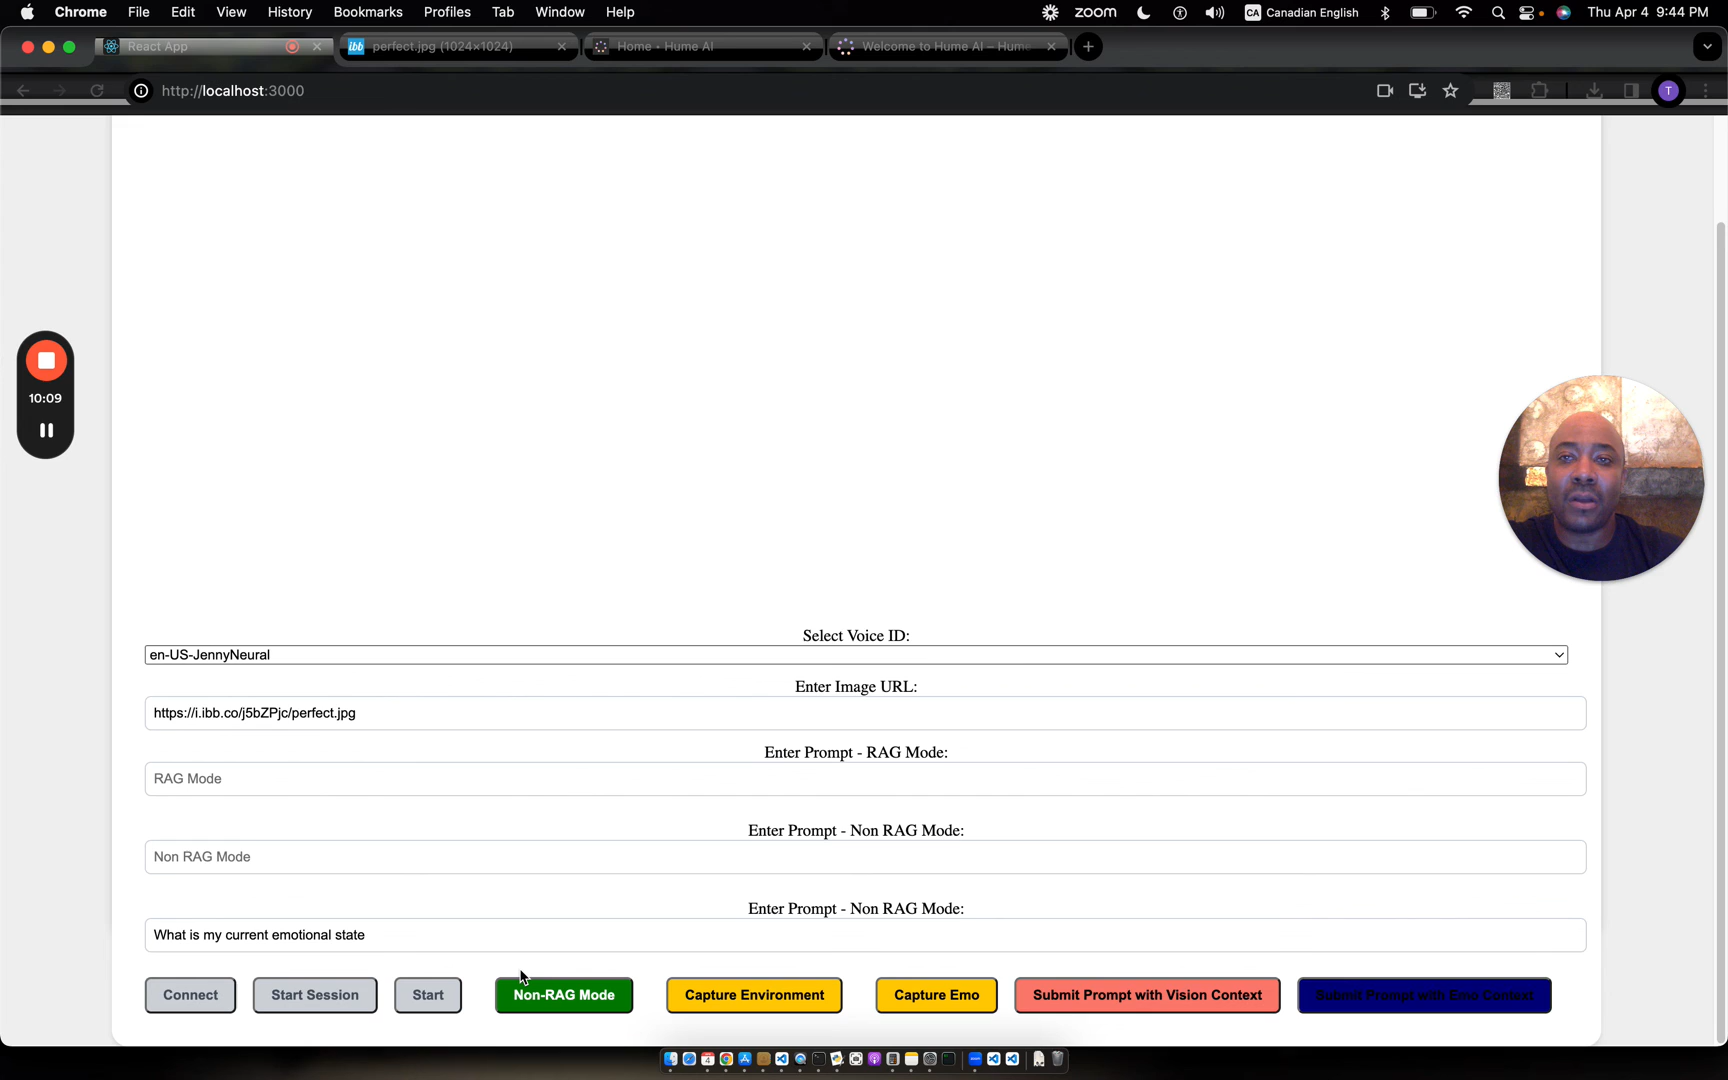 Chrome File Edit View History Bookmarks Profiles Tab Window Help zoom CA Canadian English Thu Apr 4 9:44 PM
React App ibb perfect.jpg (1024×1024) Home • Hume AI Welcome to Hume AI – Hume
http://localhost:3000 T
10:09
Select Voice ID:
en-US-JennyNeural
Enter Image URL:
https://i.ibb.co/j5bZPjc/perfect.jpg
Enter Prompt - RAG Mode:
RAG Mode
Enter Prompt - Non RAG Mode:
Non RAG Mode
Enter Prompt - Non RAG Mode:
What is my current emotional state
Connect Start Session Start Non-RAG Mode Capture Environment Capture Emo Submit Prompt with Vision Context Submit Prompt with Emo Context
4